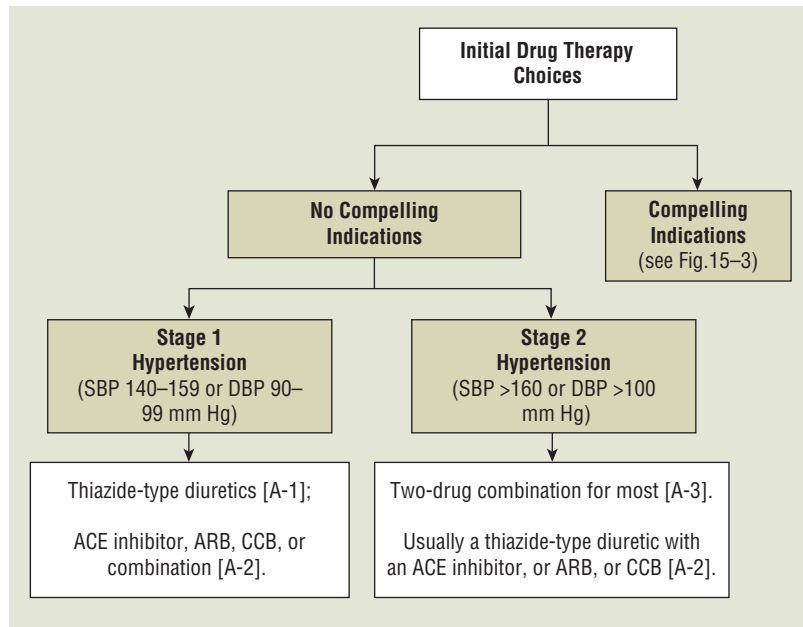 Initial Drug Therapy
Choices
No Compelling
Indications
Compelling
Indications
(see Fig.15–3)
Stage 1
Hypertension
(SBP 140–159 or DBP 90–
99 mm Hg)
Stage 2
Hypertension
(SBP >160 or DBP >100
mm Hg)
Thiazide-type diuretics [A-1];
ACE inhibitor, ARB, CCB, or
combination [A-2].
Two-drug combination for most [A-3].
Usually a thiazide-type diuretic with
an ACE inhibitor, or ARB, or CCB [A-2].